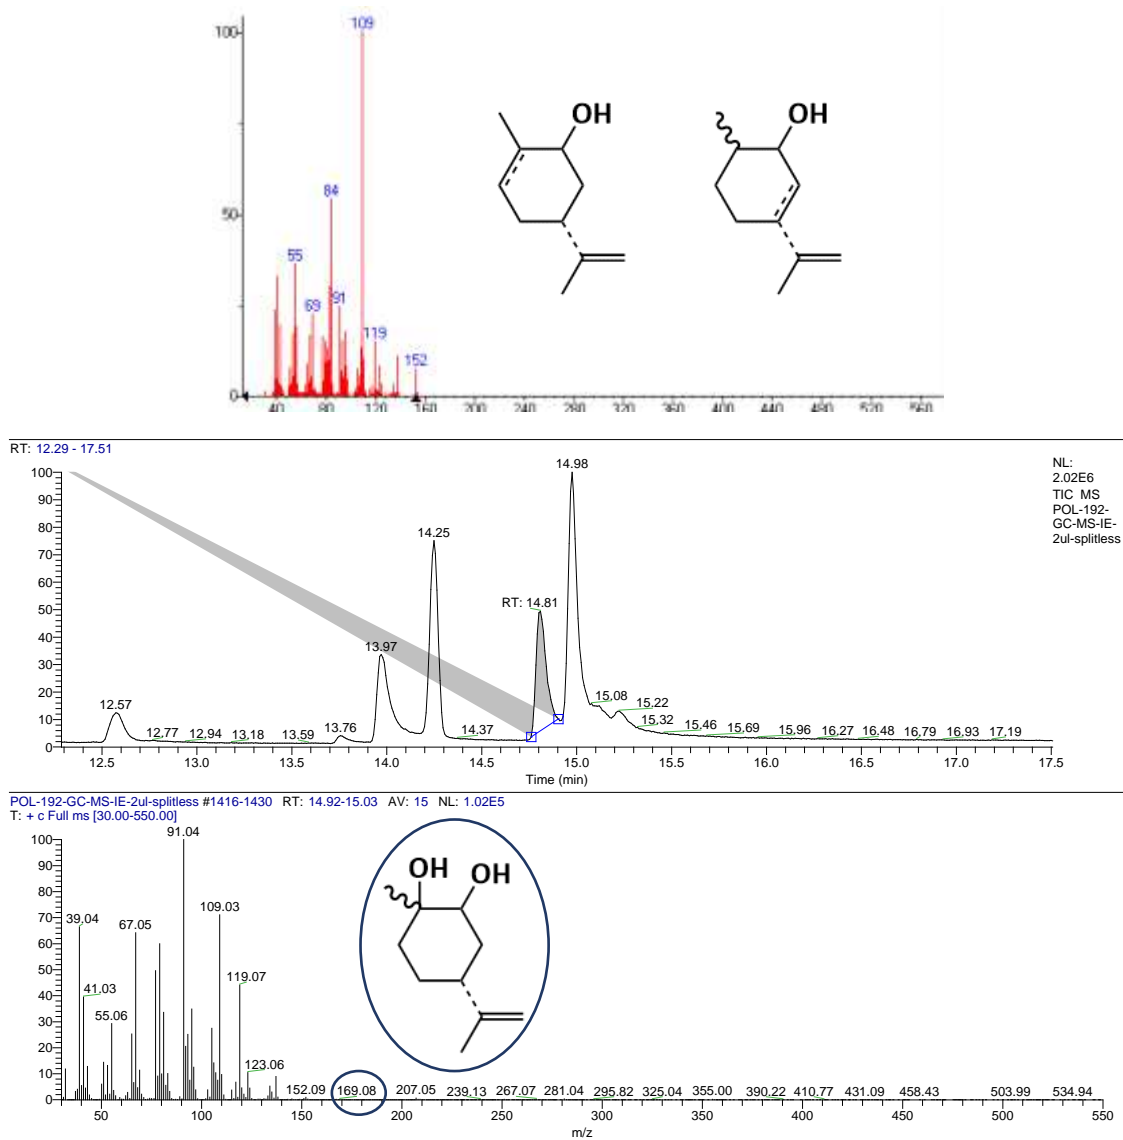 109
100
84
50
55
69
91
119
152
0
40 80 120 160 200 240 280 320 360 400 440 480 520 560
OH OH
RT: 12.29 - 17.51
NL:
2.02E6
TIC MS
POL-192-
GC-MS-IE-
2ul-splitless
14.98
100
90
80
70
60
50
40
30
20
10
0
14.25
RT: 14.81
13.97
12.57
12.77 12.94 13.18 13.59 13.76 14.37 15.08 15.22 15.32 15.46 15.69 15.96 16.27 16.48 16.79 16.93 17.19
12.5 13.0 13.5 14.0 14.5 15.0 15.5 16.0 16.5 17.0 17.5
Time (min)
POL-192-GC-MS-IE-2ul-splitless #1416-1430 RT: 14.92-15.03 AV: 15 NL: 1.02E5
T: + c Full ms [30.00-550.00]
91.04
100
90
80
70
60
50
40
30
20
10
0
OH OH
109.03
39.04
67.05
119.07
41.03
55.06
123.06
152.09 169.08 207.05 239.13 267.07 281.04 295.82 325.04 355.00 390.22 410.77 431.09 458.43 503.99 534.94
50 100 150 200 250 300 350 400 450 500 550
m/z